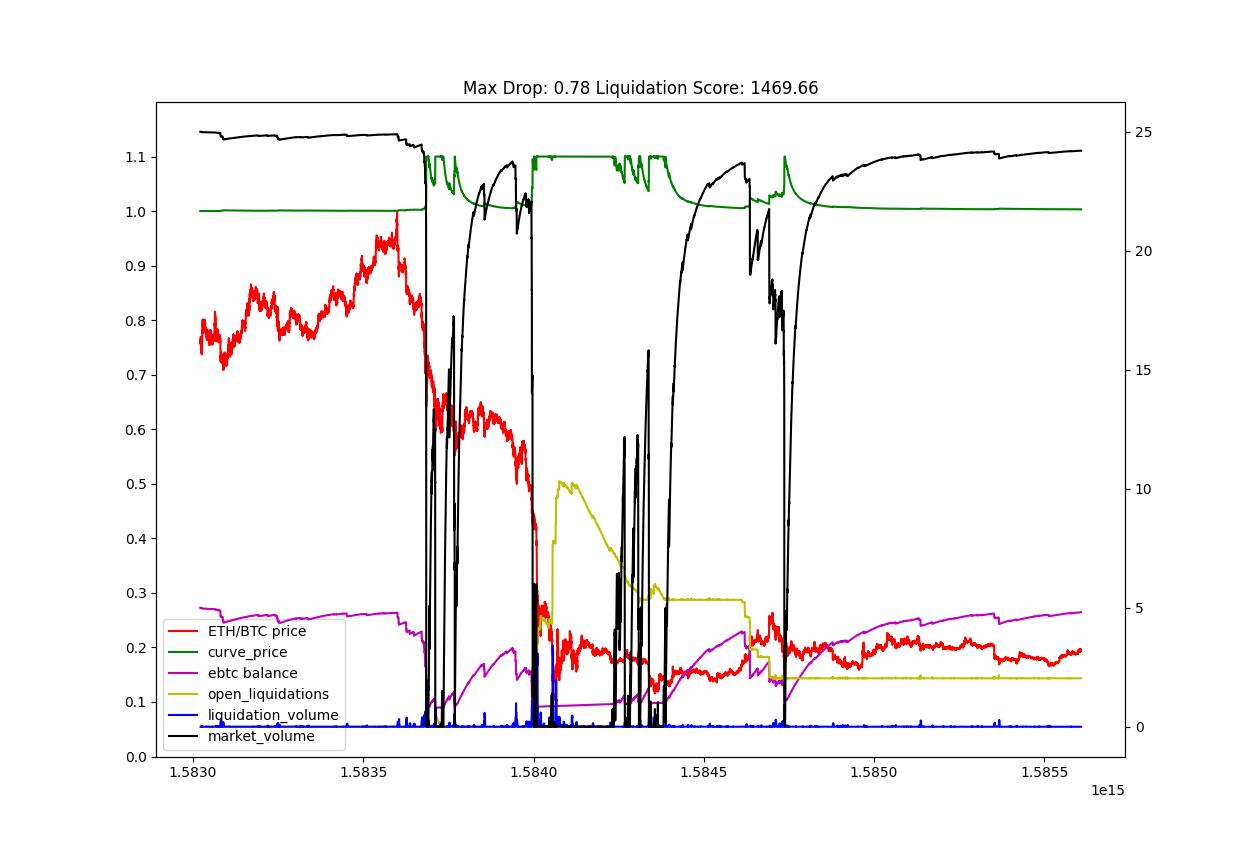 Max Drop: 0.78 Liquidation Score: 1469.66
1.1
1.0
0.9
0.8
0.7
0.6
0.5
0.4
0.3
0.2
0.1
0.0
25
20
15
10
5
0
ETH/BTC price
curve_price
ebtc balance
open_liquidations
liquidation_volume
market_volume
1.5830 1.5835 1.5840 1.5845 1.5850 1.5855
1e15